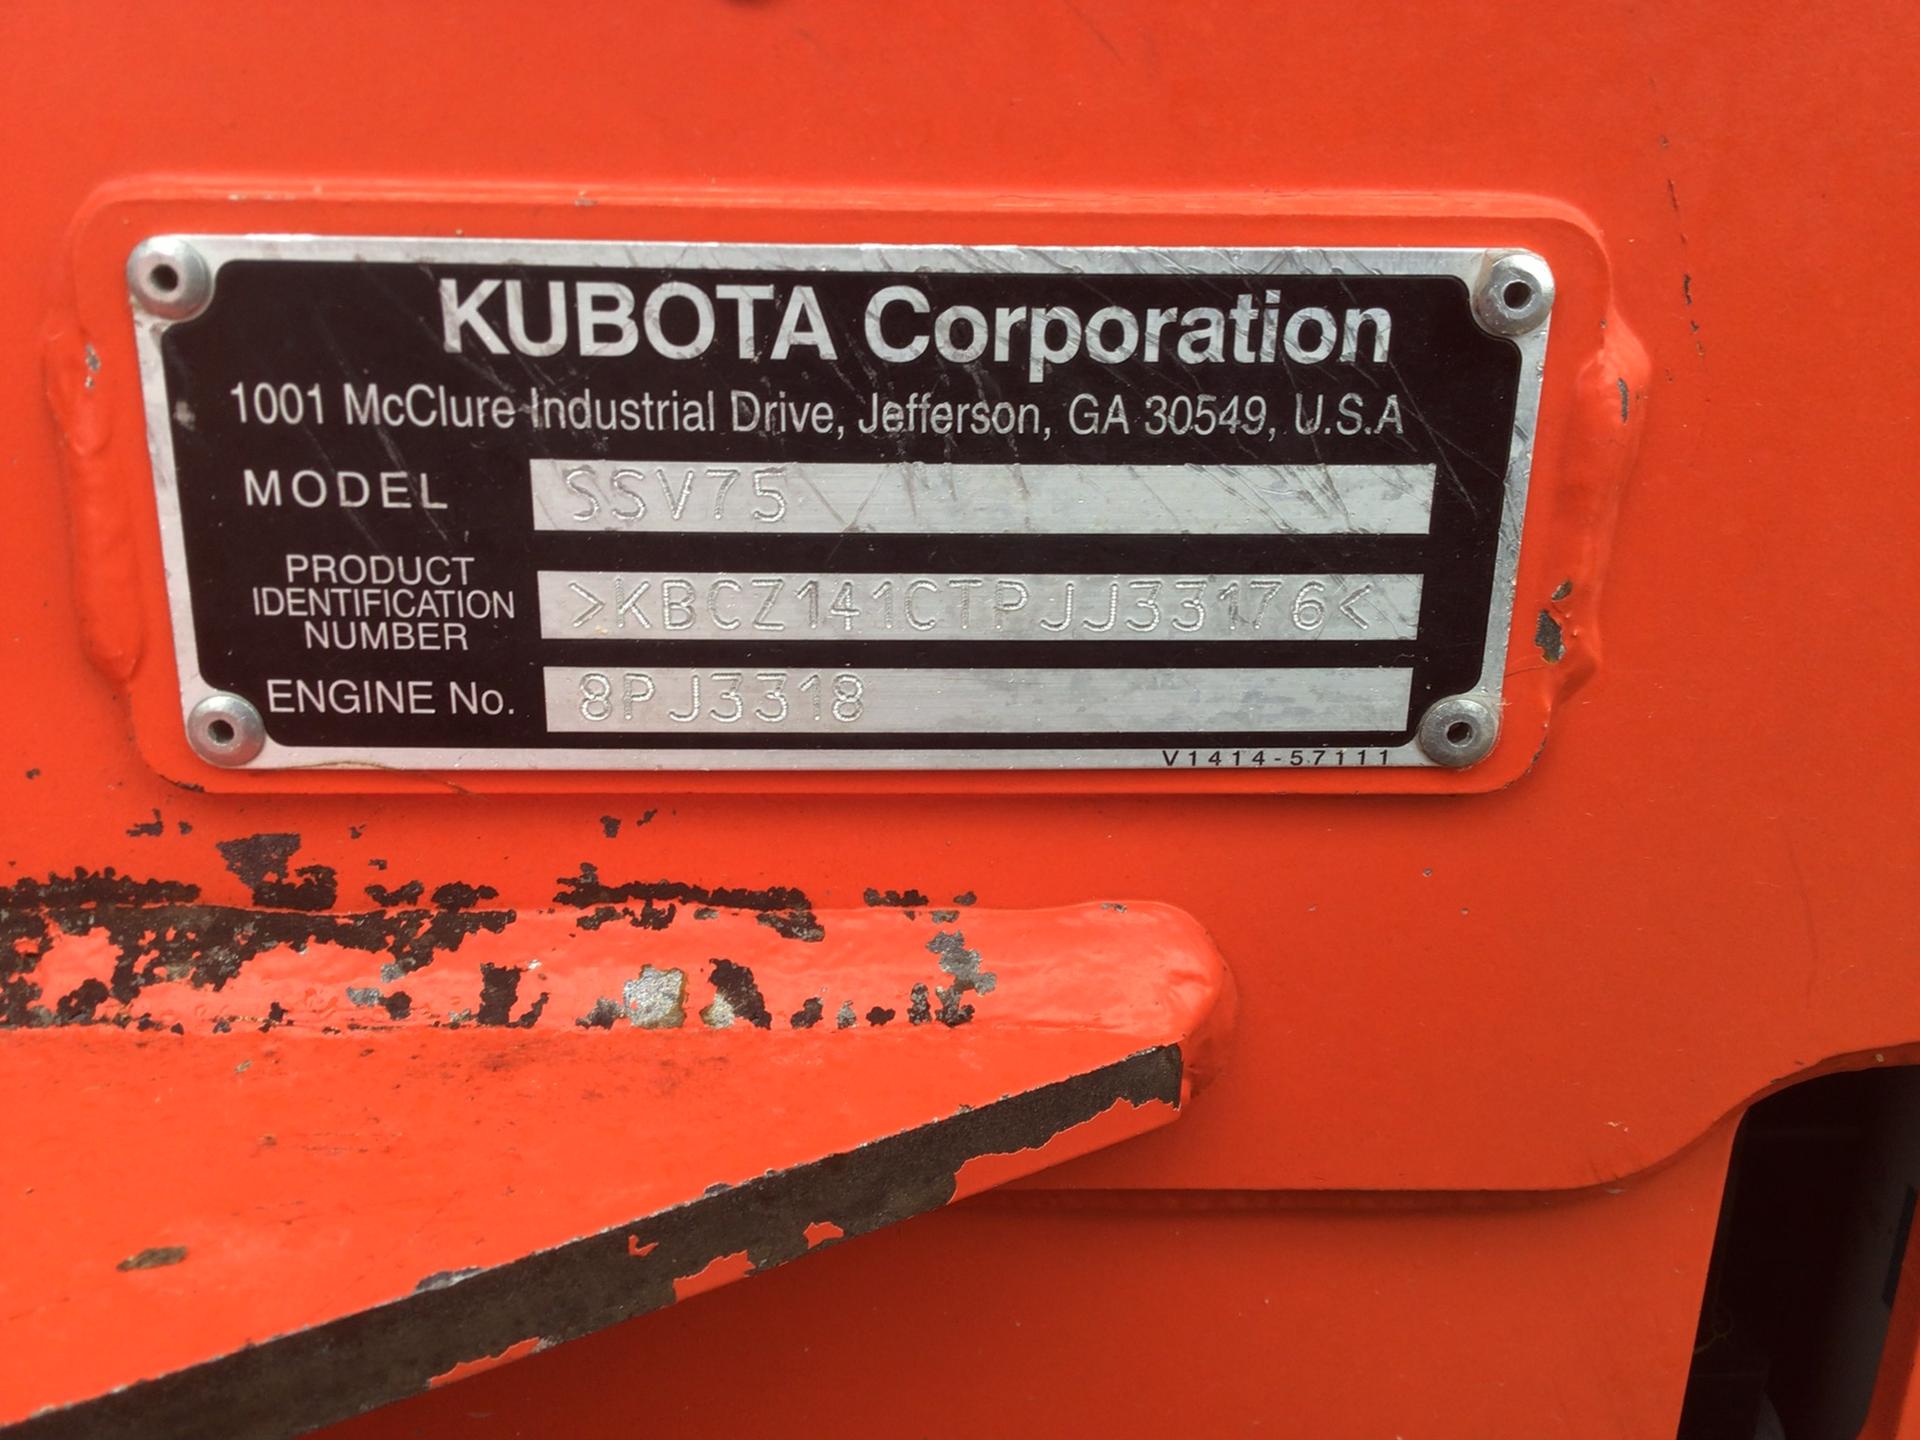 KUBOTA Corporation
1001 McClure Industrial Drive, Jefferson, GA 30549, U.S.A
MODEL SSV75
PRODUCT
IDENTIFICATION
NUMBER
>KBCZ141CTPJJ33176<
ENGINE No. 8PJ3318
V1414-57111